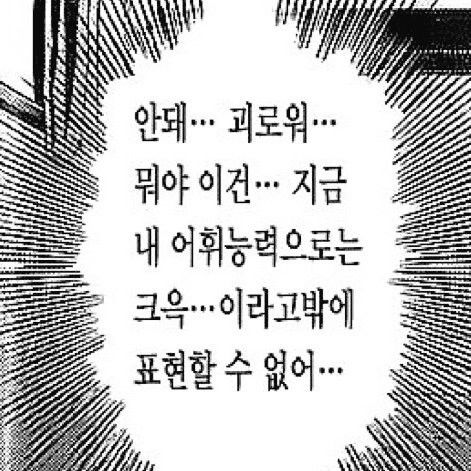 안돼… 괴로워…
뭐야 이건… 지금
내 어휘능력으로는
크윽…이라고밖에
표현할 수 없어…